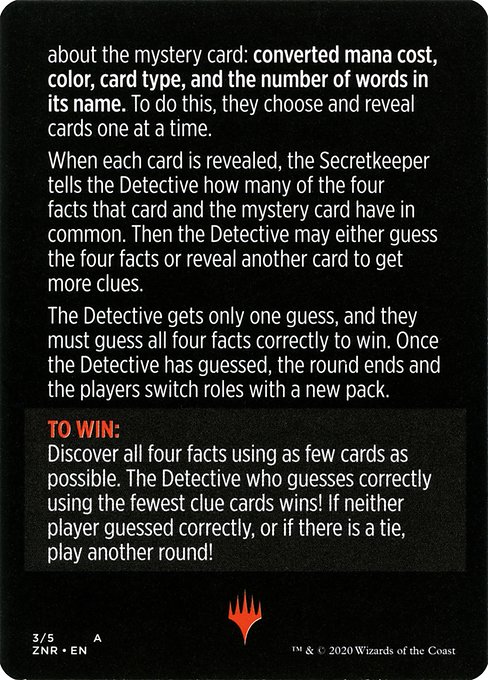 about the mystery card: converted mana cost,
color, card type, and the number of words in
its name. To do this, they choose and reveal
cards one at a time.
When each card is revealed, the Secretkeeper
tells the Detective how many of the four
facts that card and the mystery card have in
common. Then the Detective may either guess
the four facts or reveal another card to get
more clues.
The Detective gets only one guess, and they
must guess all four facts correctly to win. Once
the Detective has guessed, the round ends and
the players switch roles with a new pack.
TO WIN:
Discover all four facts using as few cards as
possible. The Detective who guesses correctly
using the fewest clue cards wins! If neither
player guessed correctly, or if there is a tie,
play another round!
3/5 A
ZNR • EN
™ & © 2020 Wizards of the Coast